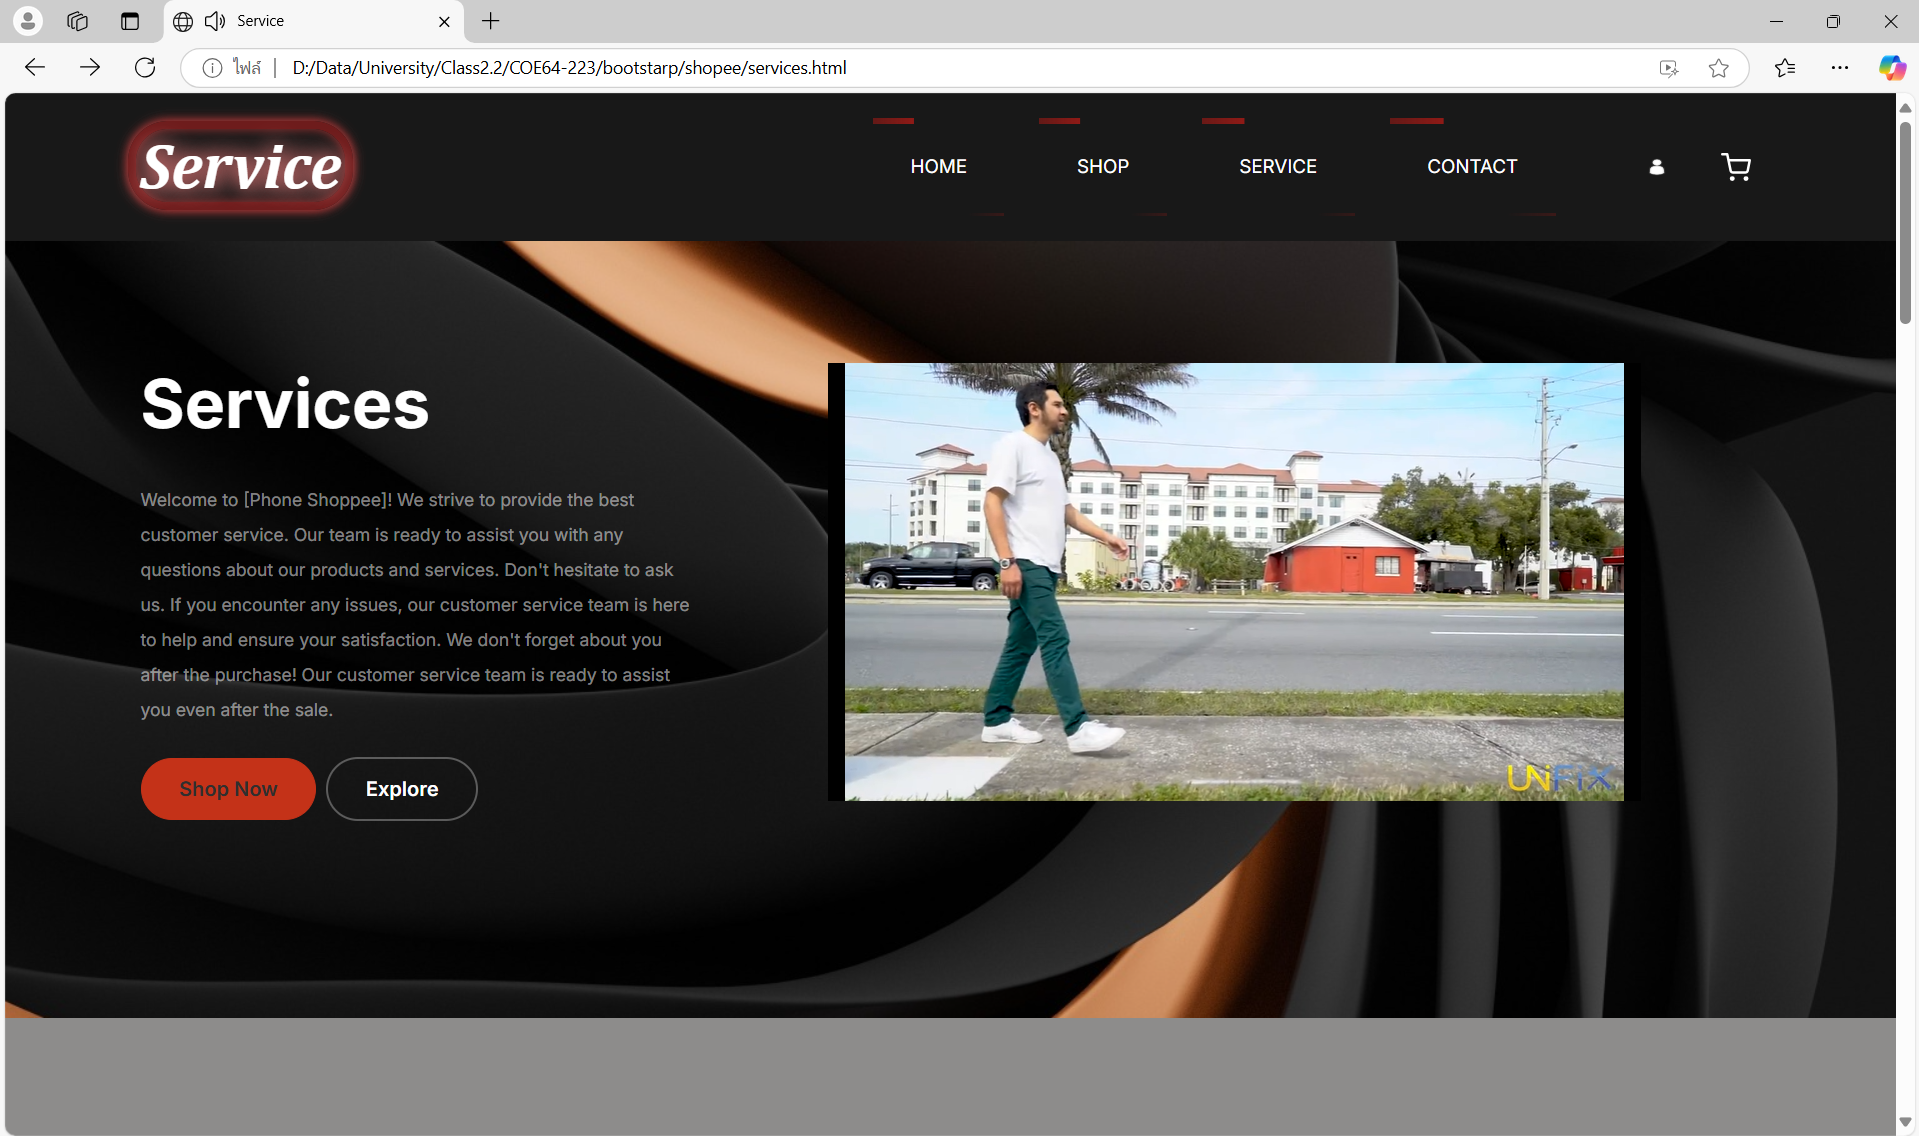 Service
ไฟล์
D:/Data/University/Class2.2/COE64-223/bootstarp/shopee/services.html
Service
HOME
SHOP
SERVICE
CONTACT
Services
Welcome to [Phone Shoppee]! We strive to provide the best
customer service. Our team is ready to assist you with any
questions about our products and services. Don't hesitate to ask
us. If you encounter any issues, our customer service team is here
to help and ensure your satisfaction. We don't forget about you
after the purchase! Our customer service team is ready to assist
you even after the sale.
Shop Now
Explore
UNiFiX